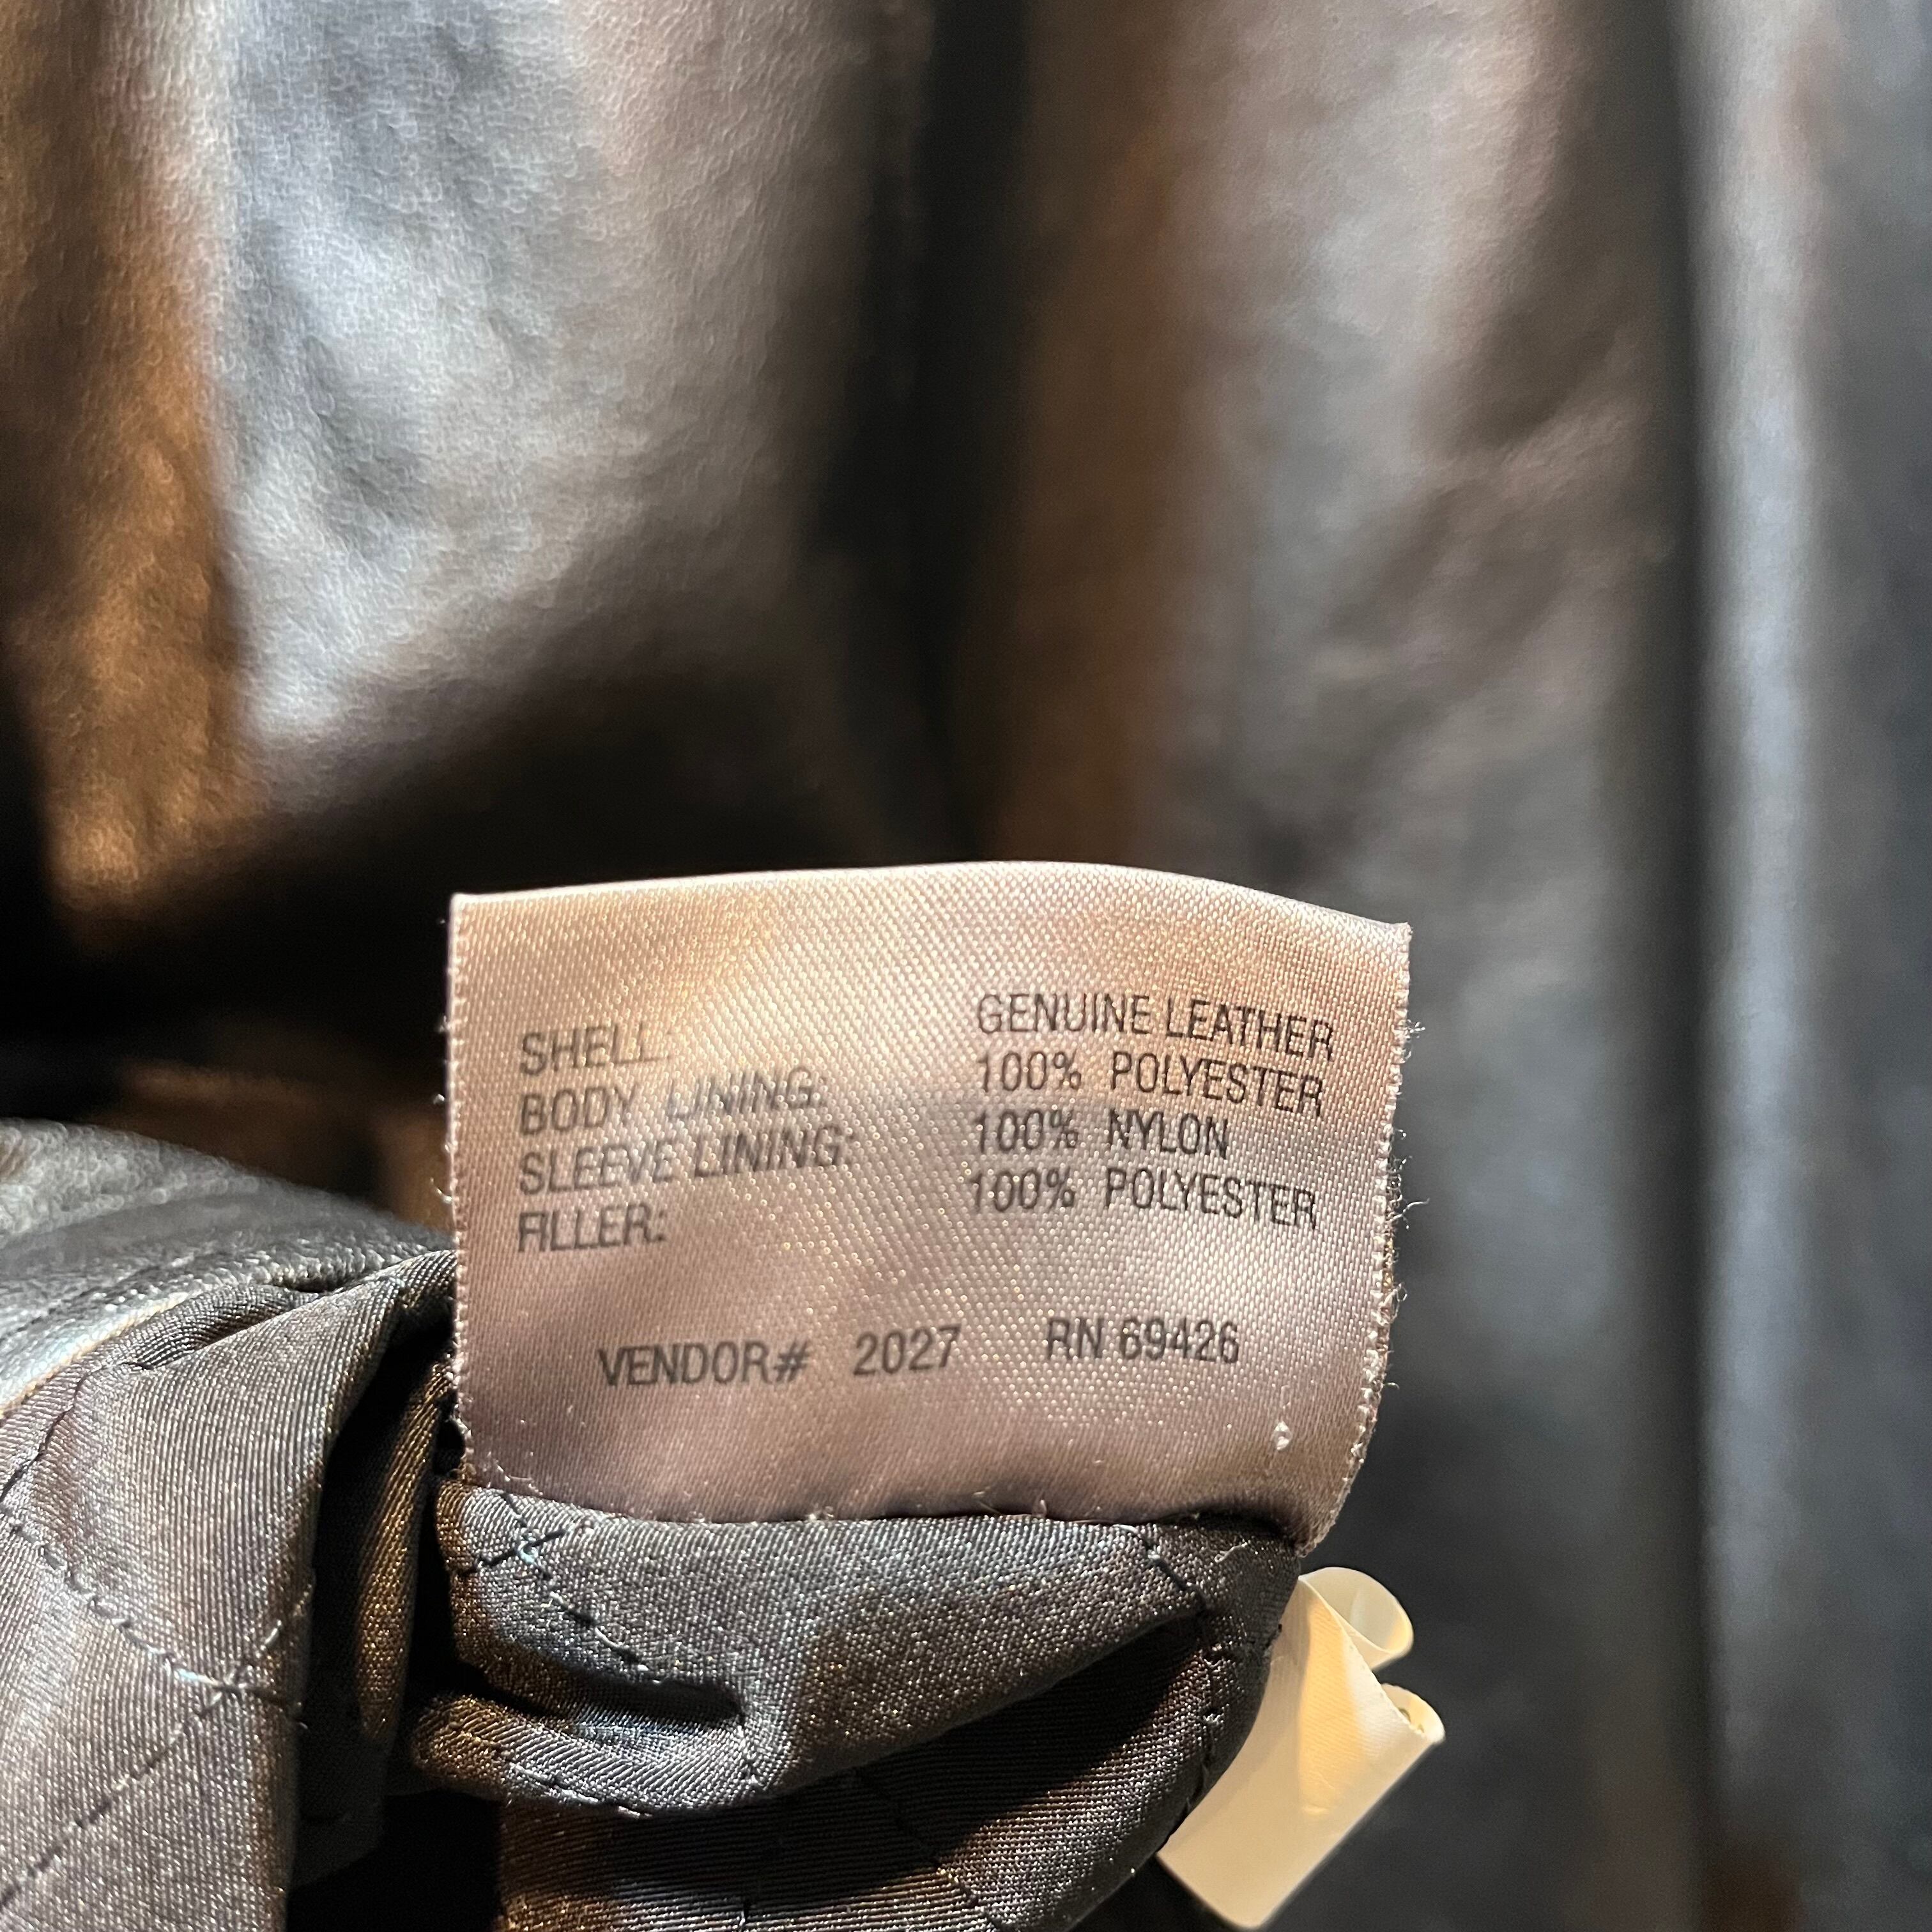 SHELL: GENUINE LEATHER
BODY LINING: 100% POLYESTER
SLEEVE LINING: 100% NYLON
FILLER: 100% POLYESTER
VENDOR# 2027 RN 69426